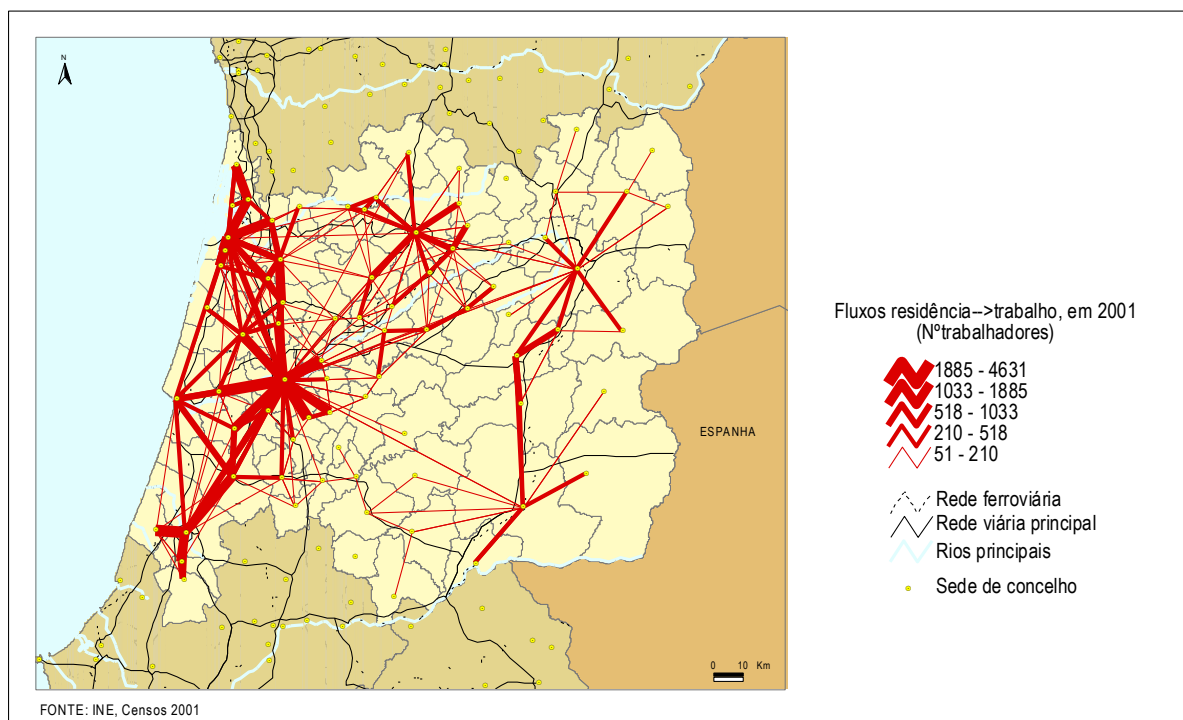 N
ESPANHA
0 10 Km
Fluxos residência-->trabalho, em 2001
(Nºtrabalhadores)
1885 - 4631
1033 - 1885
518 - 1033
210 - 518
51 - 210
Rede ferroviária
Rede viária principal
Rios principais
Sede de concelho
FONTE: INE, Censos 2001